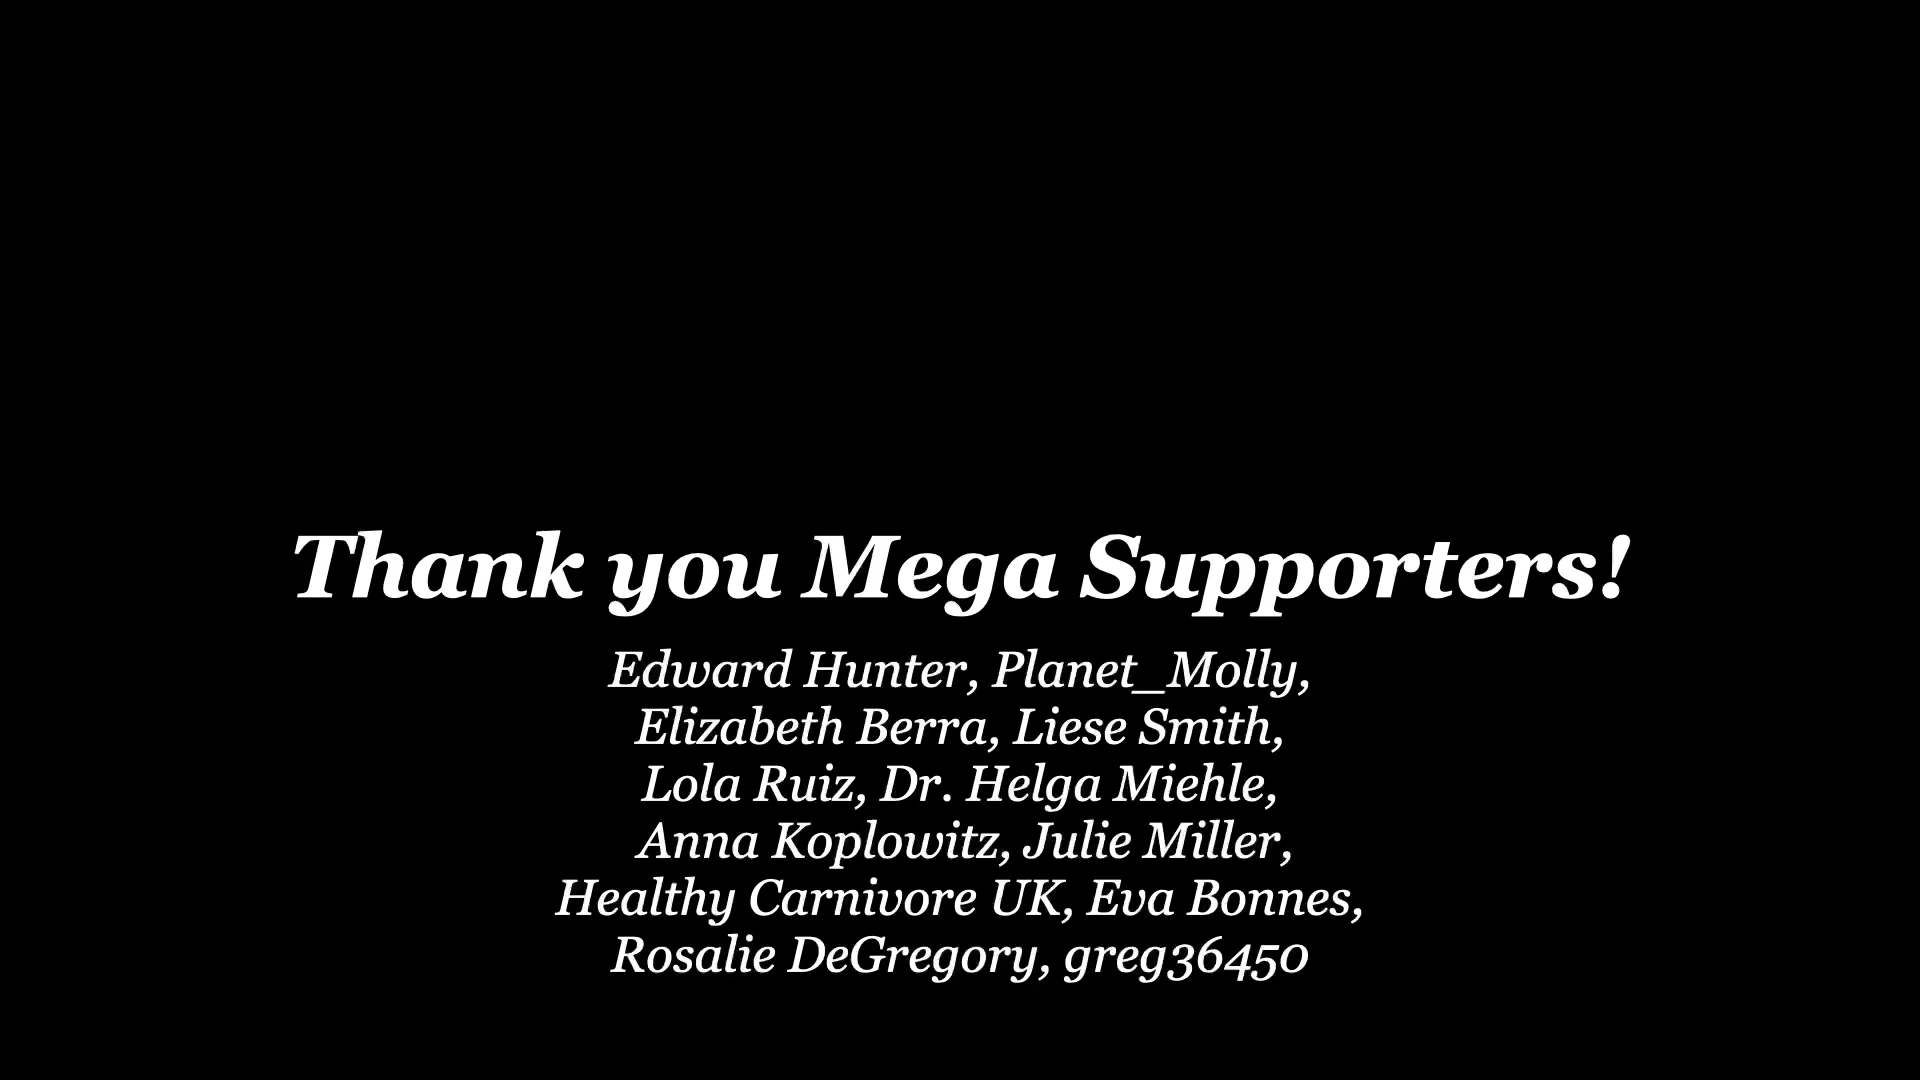 Thank you Mega Supporters!
Edward Hunter, Planet_Molly,
Elizabeth Berra, Liese Smith,
Lola Ruiz, Dr. Helga Miehle,
Anna Koplowitz, Julie Miller,
Healthy Carnivore UK, Eva Bonnes,
Rosalie DeGregory, greg36450